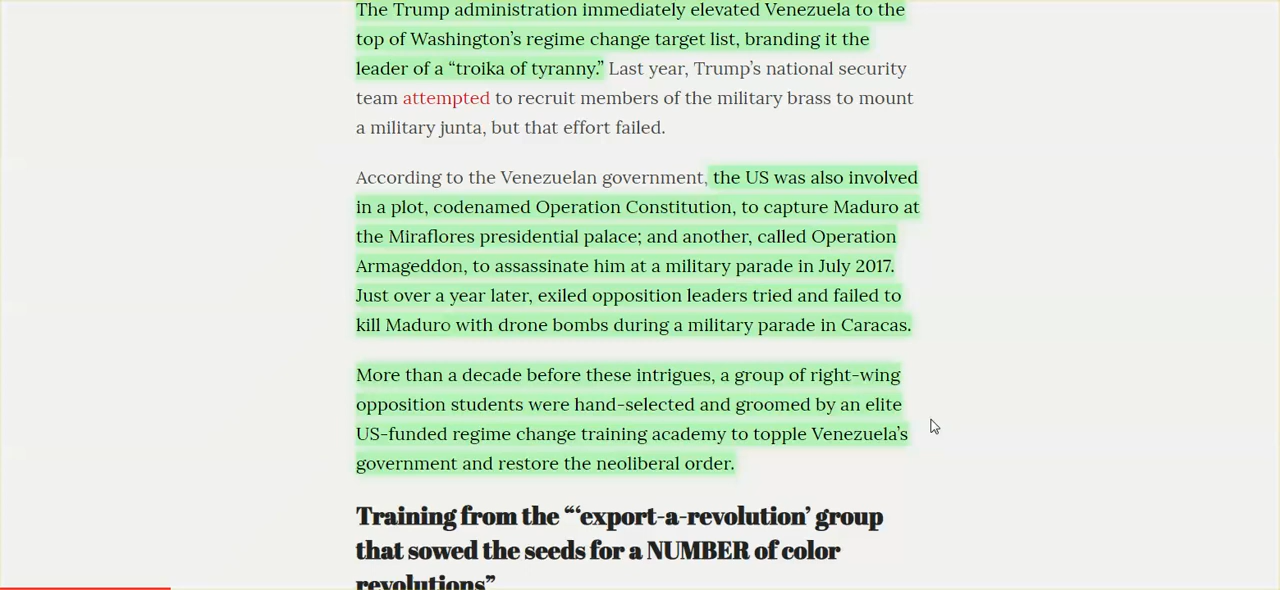 The Trump administration immediately elevated Venezuela to the
top of Washington’s regime change target list, branding it the
leader of a “troika of tyranny.” Last year, Trump’s national security
team attempted to recruit members of the military brass to mount
a military junta, but that effort failed.
According to the Venezuelan government, the US was also involved
in a plot, codenamed Operation Constitution, to capture Maduro at
the Miraflores presidential palace; and another, called Operation
Armageddon, to assassinate him at a military parade in July 2017.
Just over a year later, exiled opposition leaders tried and failed to
kill Maduro with drone bombs during a military parade in Caracas.
More than a decade before these intrigues, a group of right-wing
opposition students were hand-selected and groomed by an elite
US-funded regime change training academy to topple Venezuela’s
government and restore the neoliberal order.
Training from the “‘export-a-revolution’ group
that sowed the seeds for a NUMBER of color
revolutions”